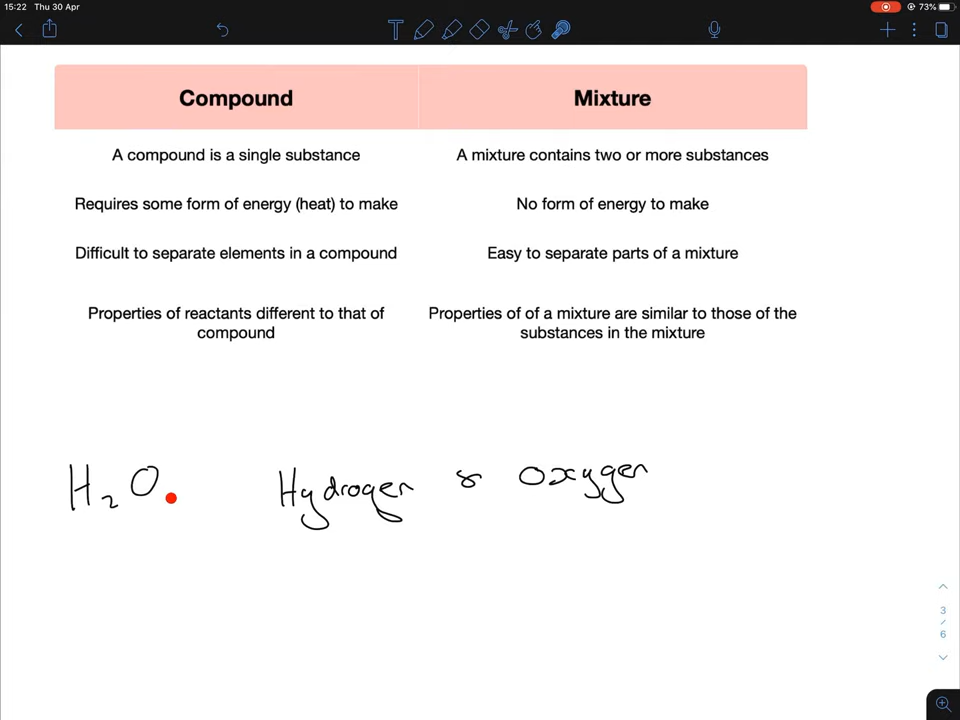 15:22 Thu 30 Apr 73%
Compound Mixture
A compound is a single substance A mixture contains two or more substances
Requires some form of energy (heat) to make No form of energy to make
Difficult to separate elements in a compound Easy to separate parts of a mixture
Properties of reactants different to that of
compound
Properties of of a mixture are similar to those of the
substances in the mixture
H₂O Hydrogen & Oxygen
3
/
6